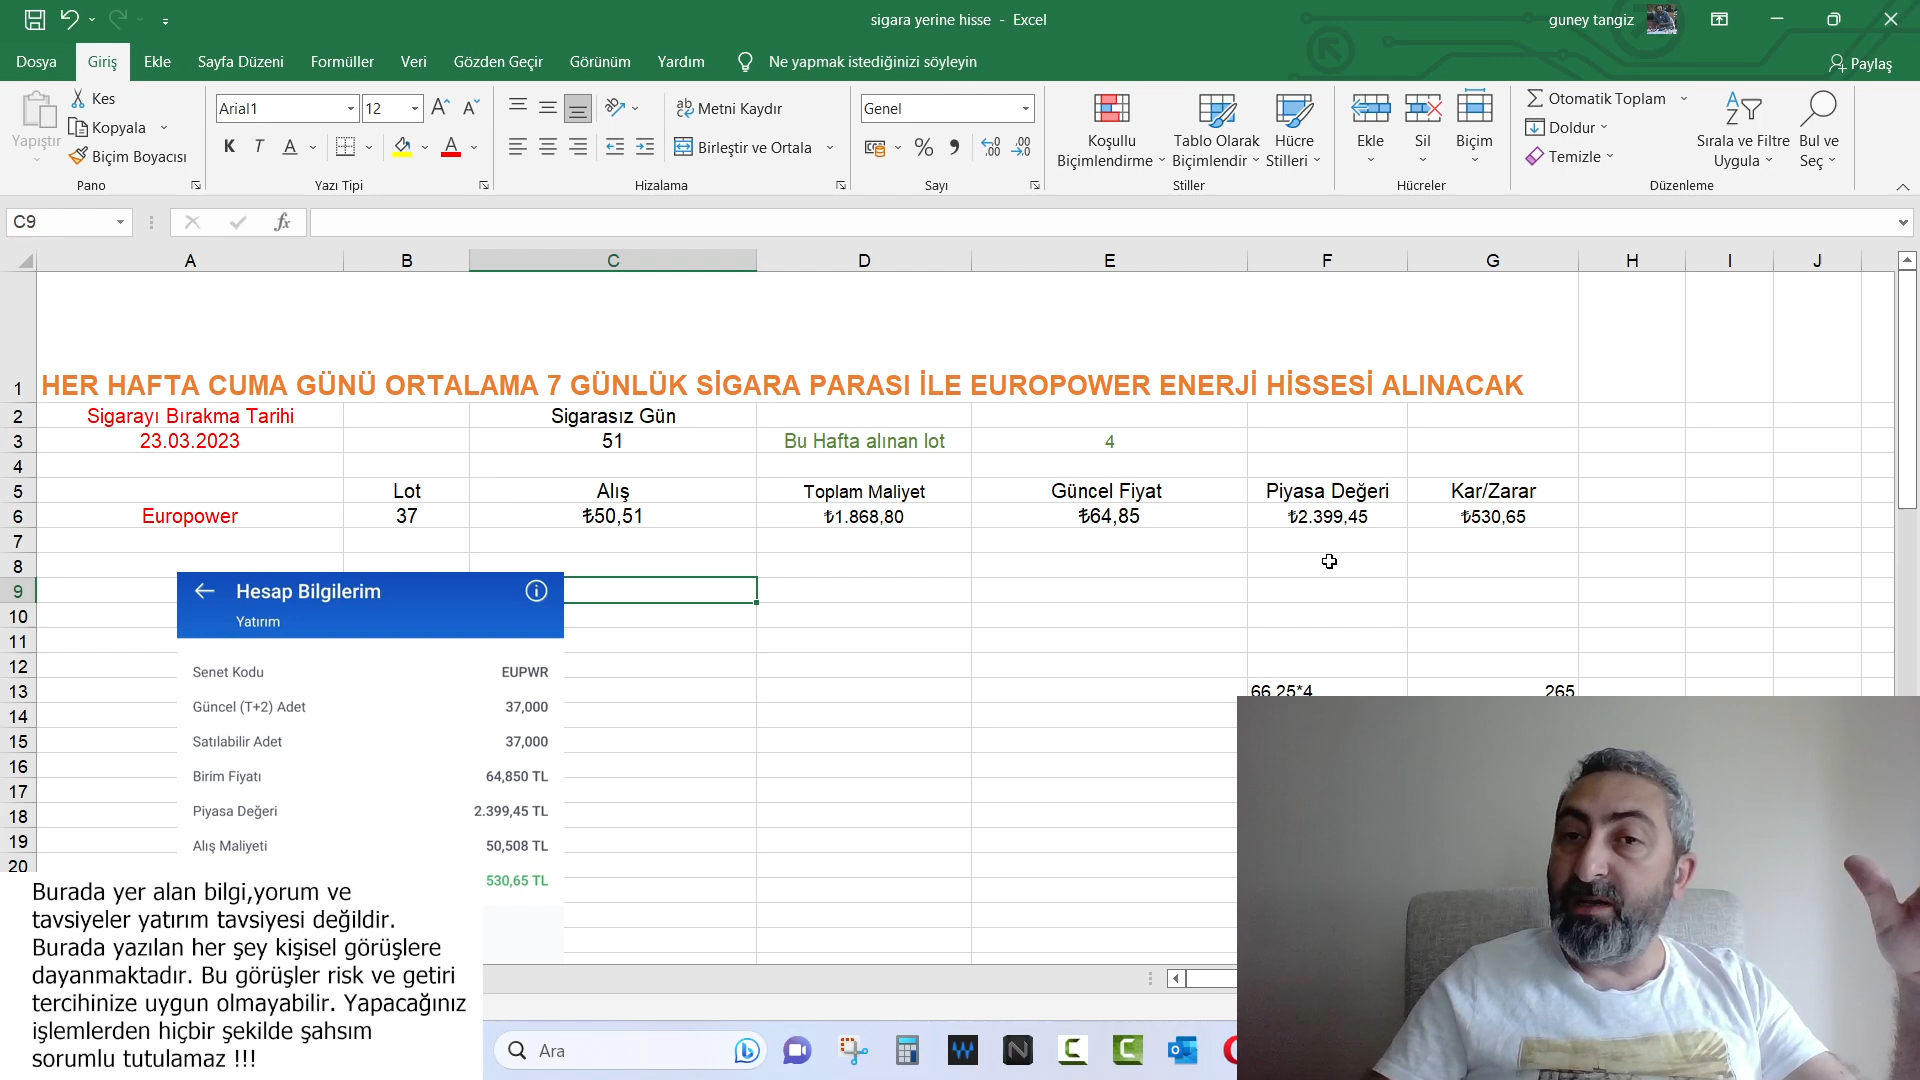 sigara yerine hisse - Excel
guney tangiz
Dosya Giriş Ekle Sayfa Düzeni Formüller Veri Gözden Geçir Görünüm Yardım Ne yapmak istediğinizi söyleyin Paylaş
Yapıştır
Kes
Kopyala
Biçim Boyacısı
Arial1 12
K T A A
Metni Kaydır
Birleştir ve Ortala
Genel
Koşullu Biçimlendirme
Tablo Olarak Biçimlendir
Hücre Stilleri
Ekle Sil Biçim
Otomatik Toplam
Doldur
Temizle
Sırala ve Filtre Uygula
Bul ve Seç
Pano Yazı Tipi Hizalama Sayı Stiller Hücreler Düzenleme
C9 fx
A B C D E F G H I J
1 HER HAFTA CUMA GÜNÜ ORTALAMA 7 GÜNLÜK SİGARA PARASI İLE EUROPOWER ENERJİ HİSSESİ ALINACAK
2 Sigarayı Bırakma Tarihi Sigarasız Gün
3 23.03.2023 51 Bu Hafta alınan lot 4
4
5 Lot Alış Toplam Maliyet Güncel Fiyat Piyasa Değeri Kar/Zarar
6 Europower 37 ₺50,51 ₺1.868,80 ₺64,85 ₺2.399,45 ₺530,65
7
8
9
10
11
12
13 66,25*4 265
14
15
16
17
18
19
20
Hesap Bilgilerim
Yatırım
Senet Kodu EUPWR
Güncel (T+2) Adet 37,000
Satılabilir Adet 37,000
Birim Fiyatı 64,850 TL
Piyasa Değeri 2.399,45 TL
Alış Maliyeti 50,508 TL
530,65 TL
Burada yer alan bilgi,yorum ve
tavsiyeler yatırım tavsiyesi değildir.
Burada yazılan her şey kişisel görüşlere
dayanmaktadır. Bu görüşler risk ve getiri
tercihinize uygun olmayabilir. Yapacağınız
işlemlerden hiçbir şekilde şahsım
sorumlu tutulamaz !!!
Ara